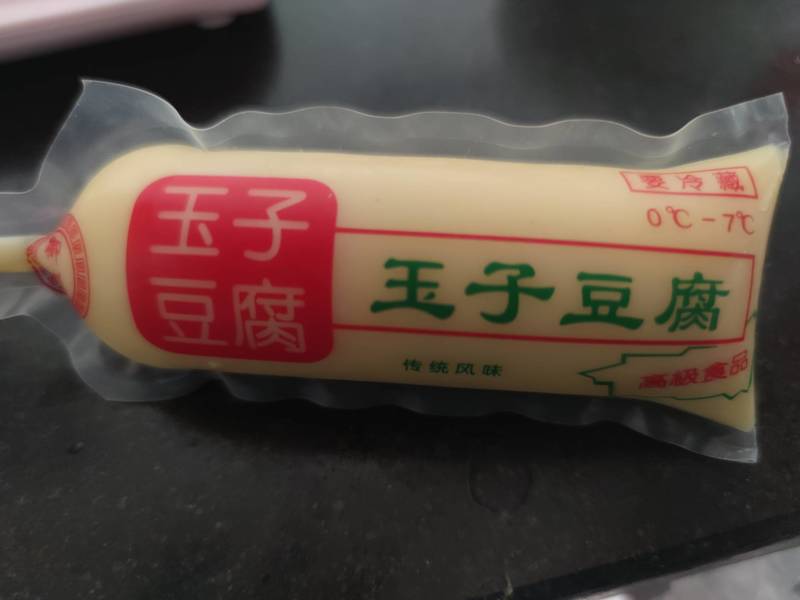 玉子
豆腐
要冷藏
0℃-7℃
玉子豆腐
传统风味
高级食品